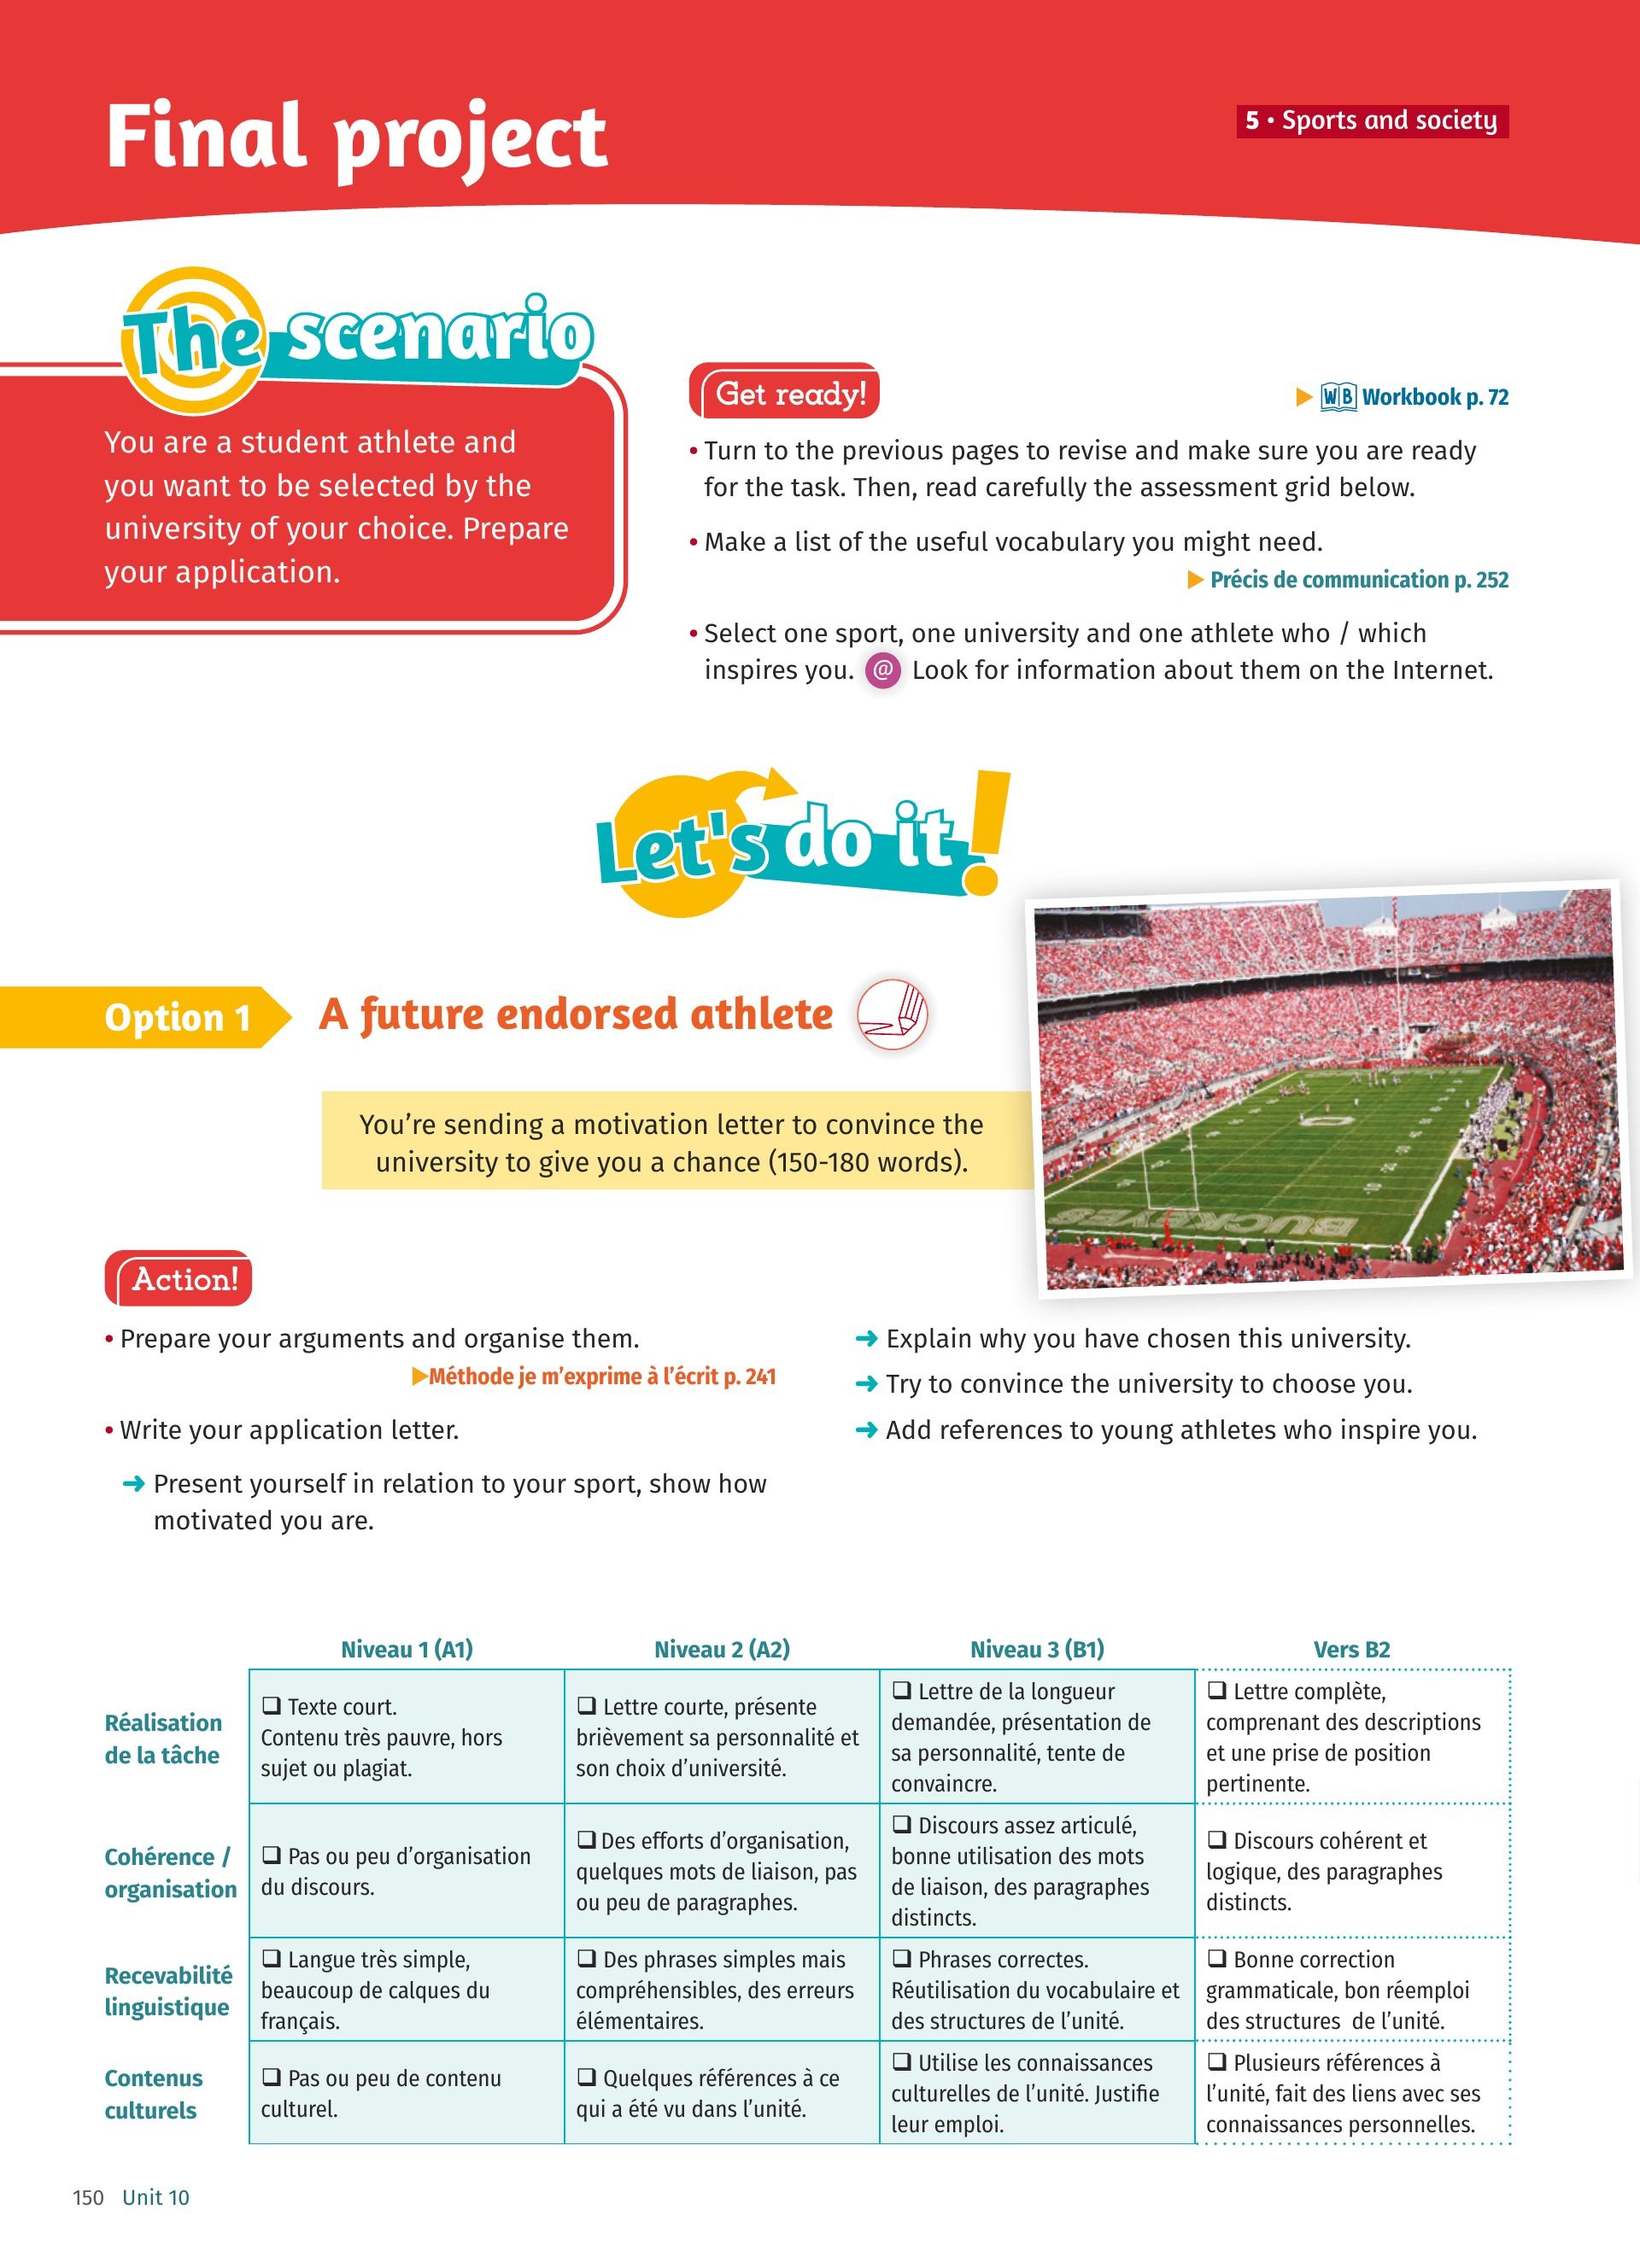 Final project
5 • Sports and society
The scenario
You are a student athlete and
you want to be selected by the
university of your choice. Prepare
your application.
Get ready!
WB Workbook p. 72
• Turn to the previous pages to revise and make sure you are ready
for the task. Then, read carefully the assessment grid below.
• Make a list of the useful vocabulary you might need.
Précis de communication p. 252
• Select one sport, one university and one athlete who / which
inspires you. @ Look for information about them on the Internet.
Let's do it!
Option 1
A future endorsed athlete
You’re sending a motivation letter to convince the
university to give you a chance (150-180 words).
BUCKEYES
Action!
• Prepare your arguments and organise them.
Méthode je m’exprime à l’écrit p. 241
• Write your application letter.
➜ Present yourself in relation to your sport, show how
motivated you are.
➜ Explain why you have chosen this university.
➜ Try to convince the university to choose you.
➜ Add references to young athletes who inspire you.
Niveau 1 (A1)
Niveau 2 (A2)
Niveau 3 (B1)
Vers B2
Réalisation
de la tâche
❑ Texte court.
Contenu très pauvre, hors
sujet ou plagiat.
❑ Lettre courte, présente
brièvement sa personnalité et
son choix d’université.
❑ Lettre de la longueur
demandée, présentation de
sa personnalité, tente de
convaincre.
❑ Lettre complète,
comprenant des descriptions
et une prise de position
pertinente.
Cohérence /
organisation
❑ Pas ou peu d’organisation
du discours.
❑ Des efforts d’organisation,
quelques mots de liaison, pas
ou peu de paragraphes.
❑ Discours assez articulé,
bonne utilisation des mots
de liaison, des paragraphes
distincts.
❑ Discours cohérent et
logique, des paragraphes
distincts.
Recevabilité
linguistique
❑ Langue très simple,
beaucoup de calques du
français.
❑ Des phrases simples mais
compréhensibles, des erreurs
élémentaires.
❑ Phrases correctes.
Réutilisation du vocabulaire et
des structures de l’unité.
❑ Bonne correction
grammaticale, bon réemploi
des structures de l’unité.
Contenus
culturels
❑ Pas ou peu de contenu
culturel.
❑ Quelques références à ce
qui a été vu dans l’unité.
❑ Utilise les connaissances
culturelles de l’unité. Justifie
leur emploi.
❑ Plusieurs références à
l’unité, fait des liens avec ses
connaissances personnelles.
150 Unit 10